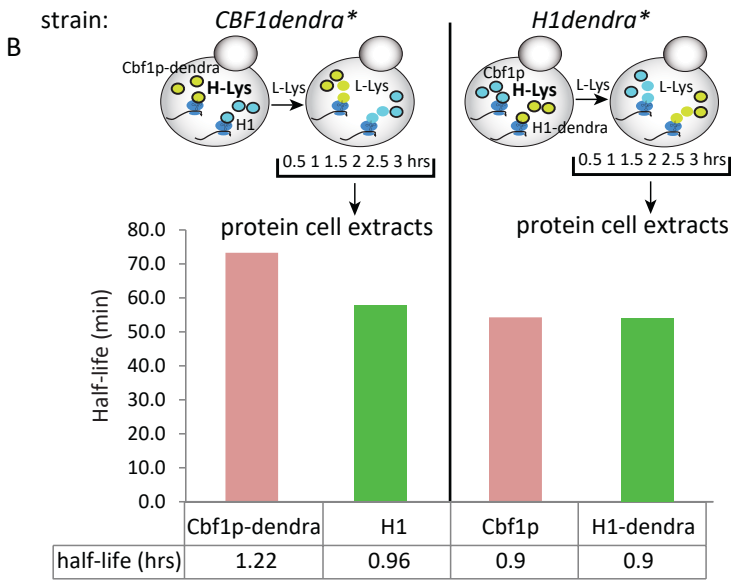 strain: CBF1dendra* H1dendra*
B
Cbf1p-dendra
H-Lys
H1
L-Lys
L-Lys
0.5 1 1.5 2 2.5 3 hrs
protein cell extracts
Cbf1p
H-Lys
H1-dendra
L-Lys
L-Lys
0.5 1 1.5 2 2.5 3 hrs
protein cell extracts
Half-life (min)
80.0
70.0
60.0
50.0
40.0
30.0
20.0
10.0
0.0
Cbf1p-dendra H1 Cbf1p H1-dendra
half-life (hrs) 1.22 0.96 0.9 0.9